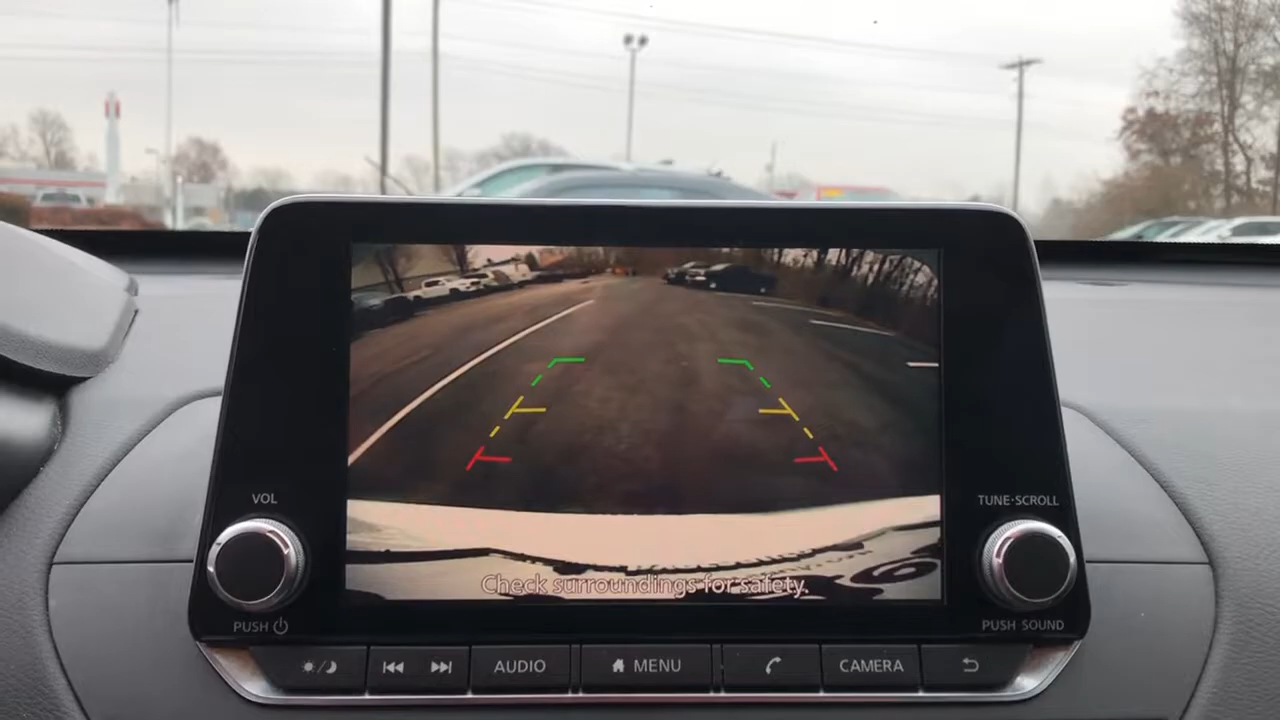 VOL
TUNE·SCROLL
Check surroundings for safety.
PUSH
PUSH SOUND
AUDIO
MENU
CAMERA